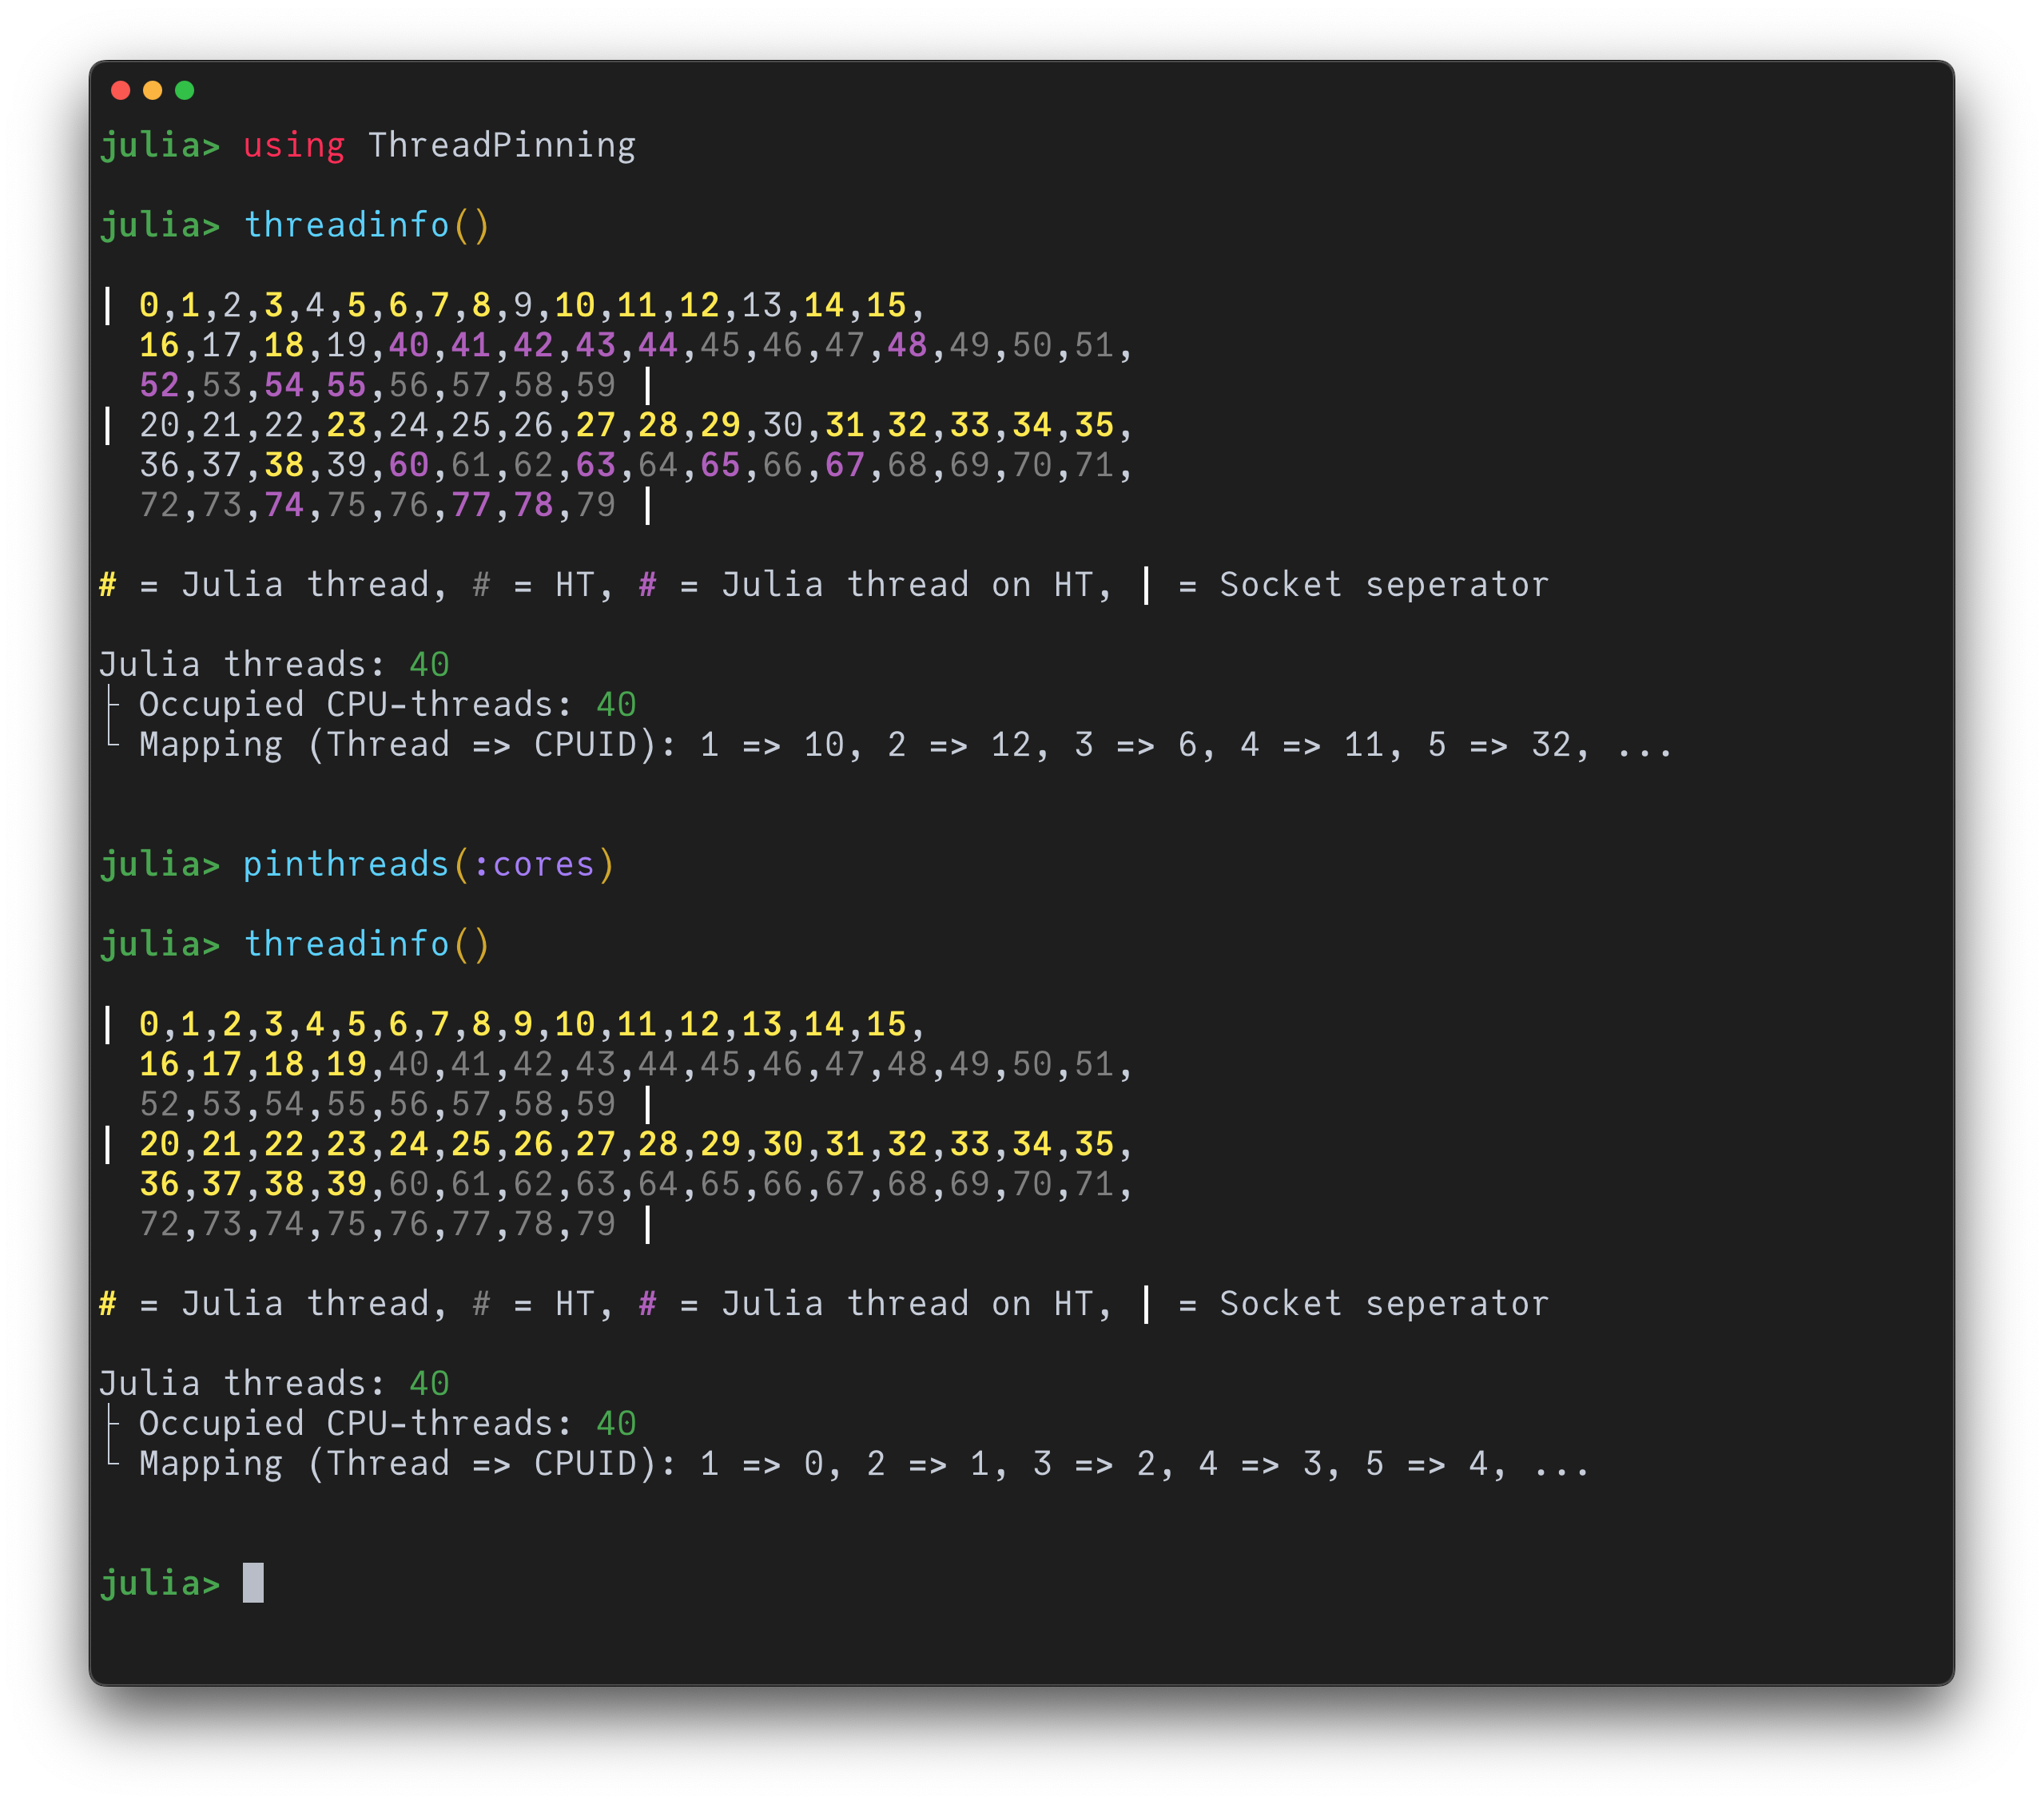 julia> using ThreadPinning
julia> threadinfo()
| 0,1,2,3,4,5,6,7,8,9,10,11,12,13,14,15,
16,17,18,19,40,41,42,43,44,45,46,47,48,49,50,51,
52,53,54,55,56,57,58,59 |
| 20,21,22,23,24,25,26,27,28,29,30,31,32,33,34,35,
36,37,38,39,60,61,62,63,64,65,66,67,68,69,70,71,
72,73,74,75,76,77,78,79 |
# = Julia thread, # = HT, # = Julia thread on HT, | = Socket seperator
Julia threads: 40
├ Occupied CPU-threads: 40
└ Mapping (Thread => CPUID): 1 => 10, 2 => 12, 3 => 6, 4 => 11, 5 => 32, ...
julia> pinthreads(:cores)
julia> threadinfo()
| 0,1,2,3,4,5,6,7,8,9,10,11,12,13,14,15,
16,17,18,19,40,41,42,43,44,45,46,47,48,49,50,51,
52,53,54,55,56,57,58,59 |
| 20,21,22,23,24,25,26,27,28,29,30,31,32,33,34,35,
36,37,38,39,60,61,62,63,64,65,66,67,68,69,70,71,
72,73,74,75,76,77,78,79 |
# = Julia thread, # = HT, # = Julia thread on HT, | = Socket seperator
Julia threads: 40
├ Occupied CPU-threads: 40
└ Mapping (Thread => CPUID): 1 => 0, 2 => 1, 3 => 2, 4 => 3, 5 => 4, ...
julia>